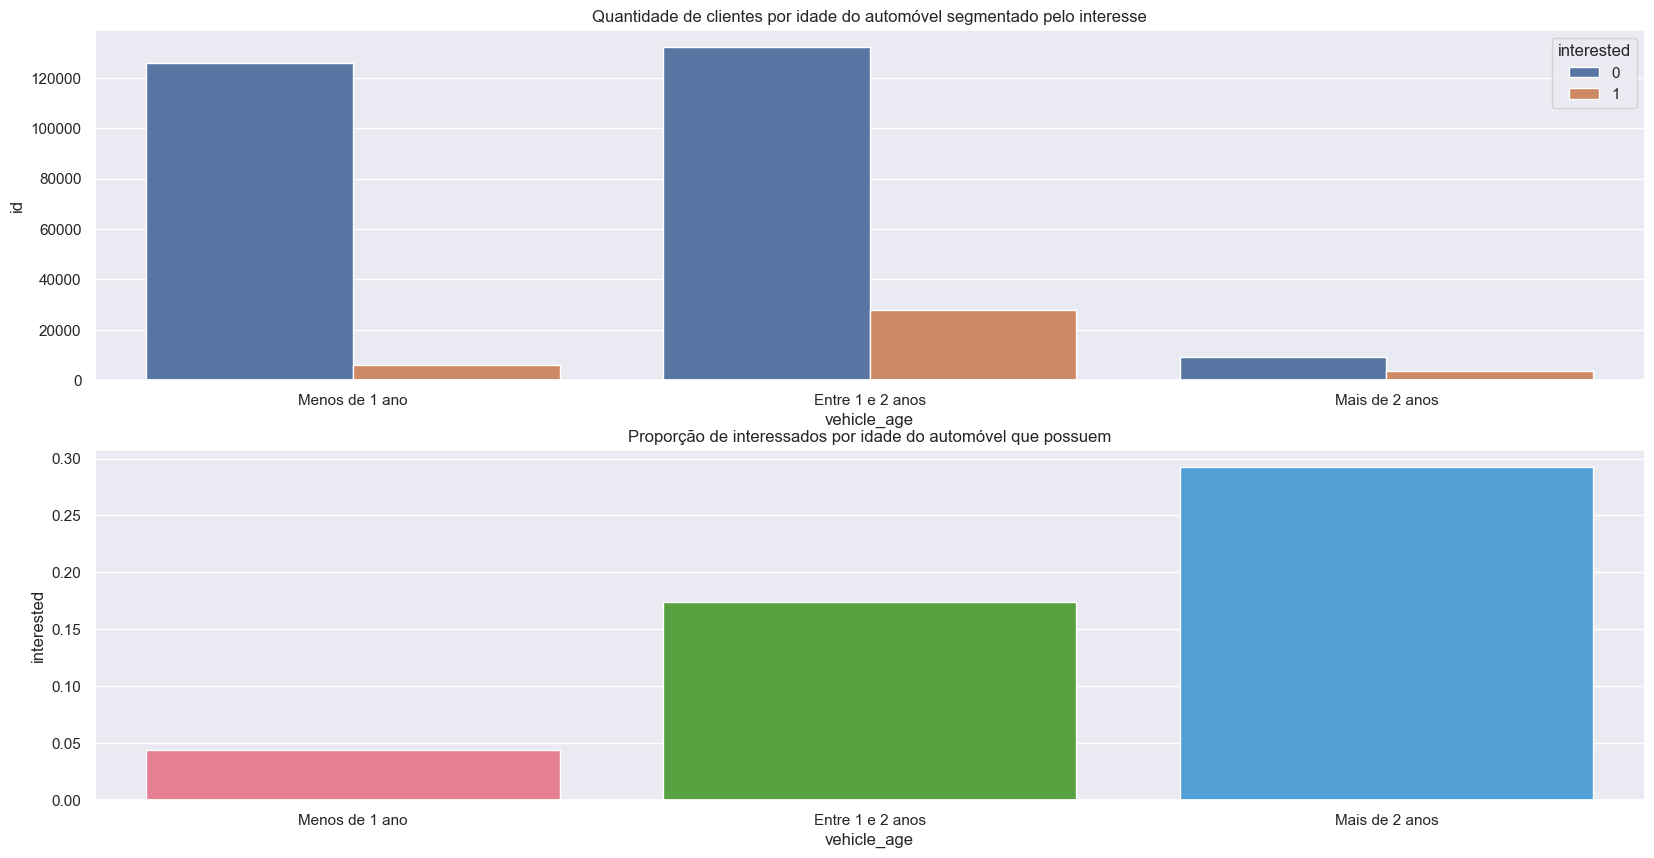 Quantidade de clientes por idade do automóvel segmentado pelo interesse
interested
0
1
120000
100000
80000
60000
40000
20000
0
id
Menos de 1 ano
Entre 1 e 2 anos
Mais de 2 anos
vehicle_age
Proporção de interessados por idade do automóvel que possuem
0.30
0.25
0.20
0.15
0.10
0.05
0.00
interested
Menos de 1 ano
Entre 1 e 2 anos
Mais de 2 anos
vehicle_age